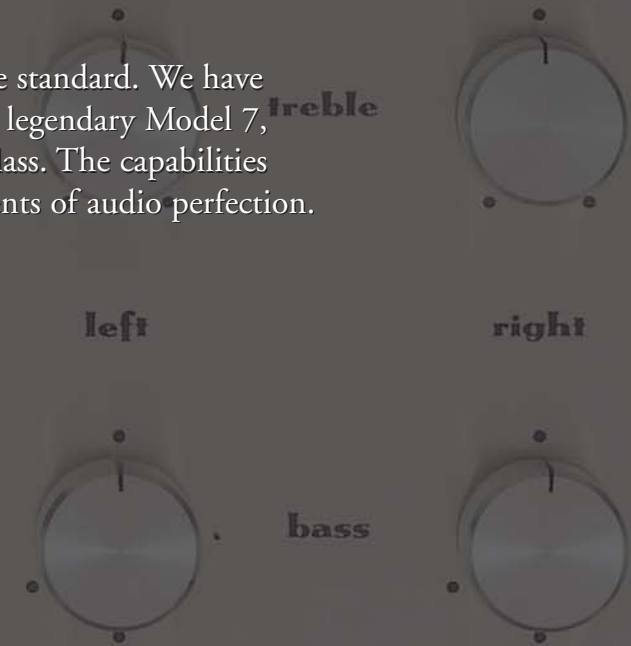 e standard. We have
legendary Model 7,
lass. The capabilities
nts of audio perfection.
treble
left
right
bass